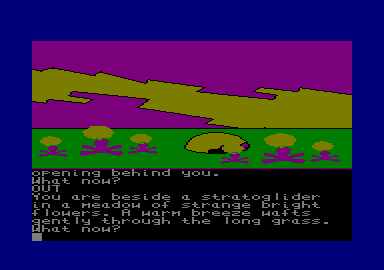 opening behind you.
What now?
OUT
You are beside a stratoglider
in a meadow of strange bright
flowers. A warm breeze wafts
gently through the long grass.
What now?